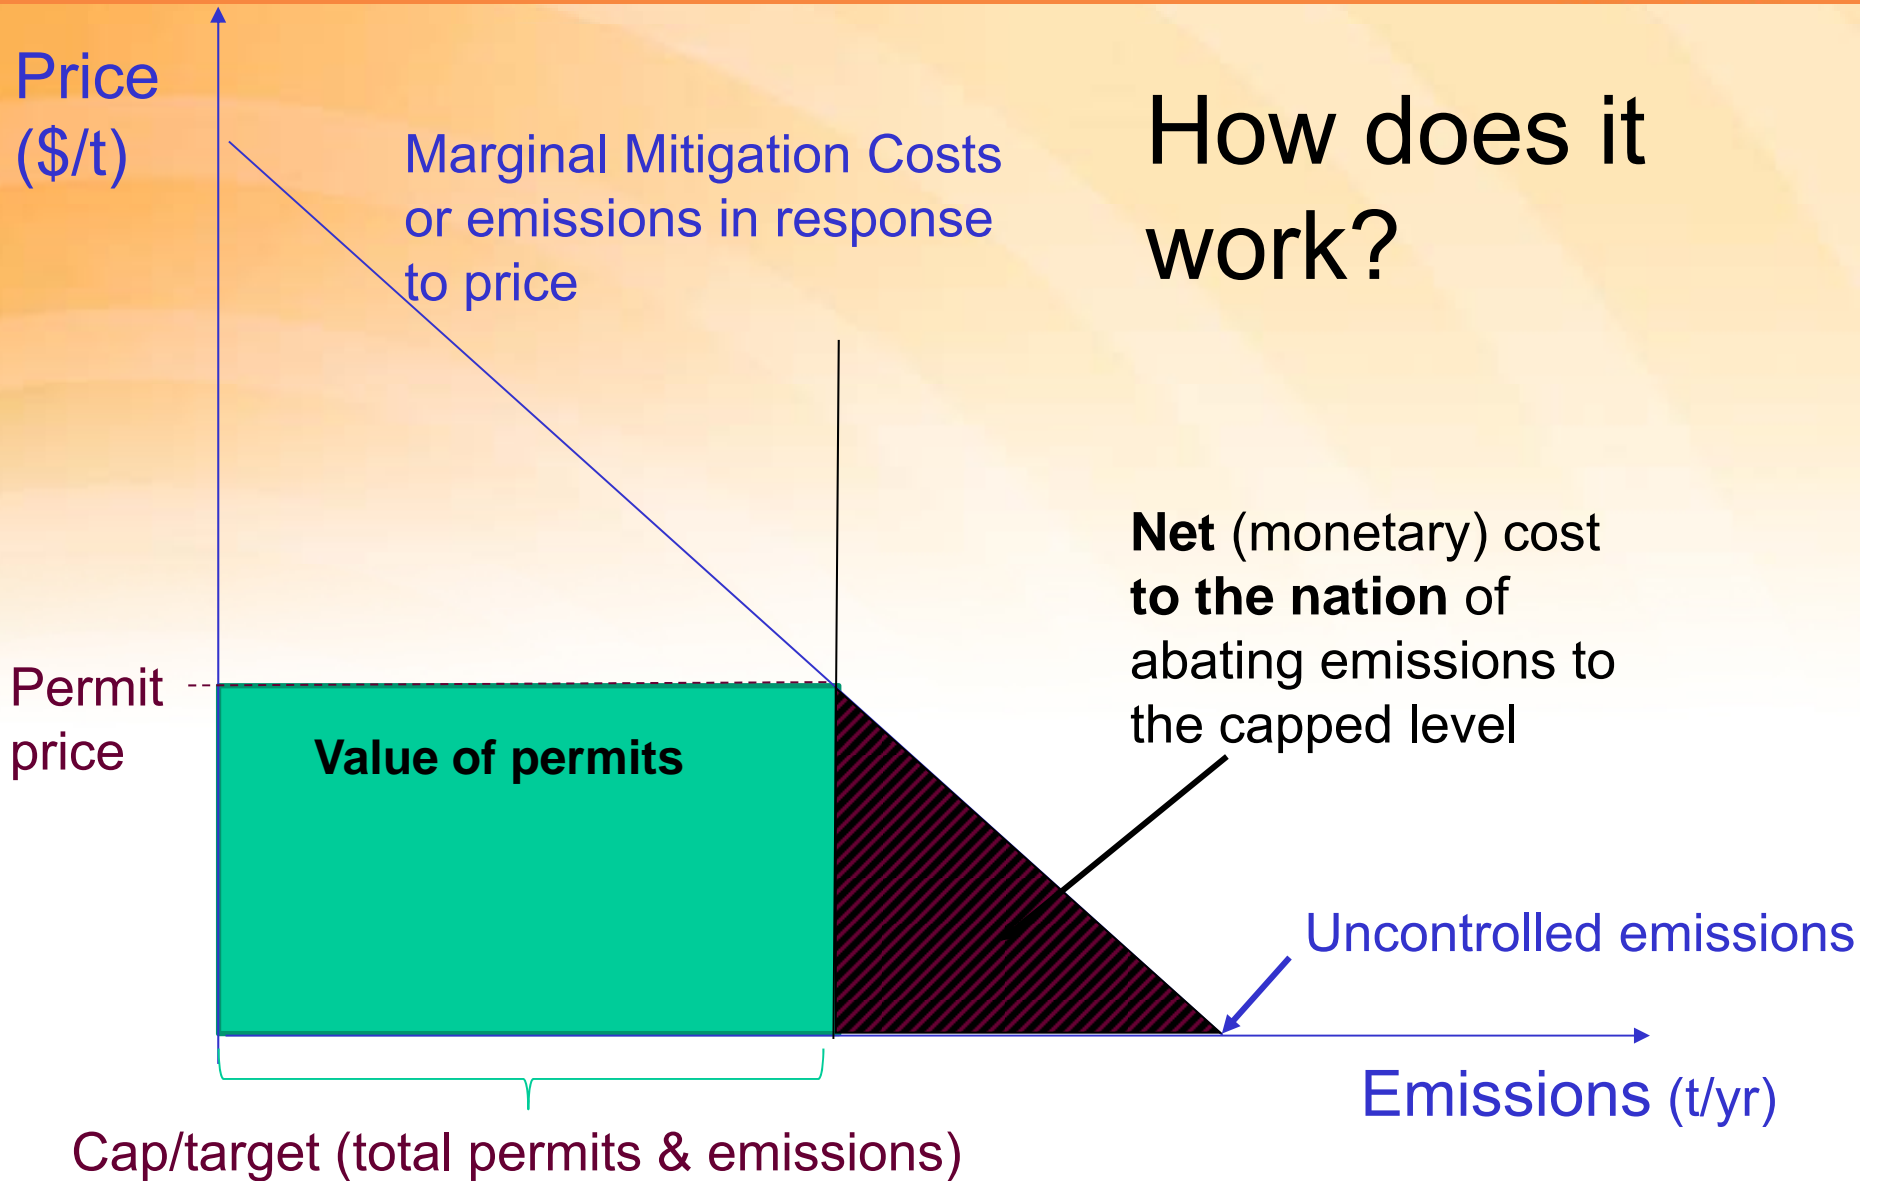 Price
($/t)
Marginal Mitigation Costs
or emissions in response
to price
How does it
work?
Net (monetary) cost
to the nation of
abating emissions to
the capped level
Permit
price
Value of permits
Uncontrolled emissions
Emissions (t/yr)
Cap/target (total permits & emissions)